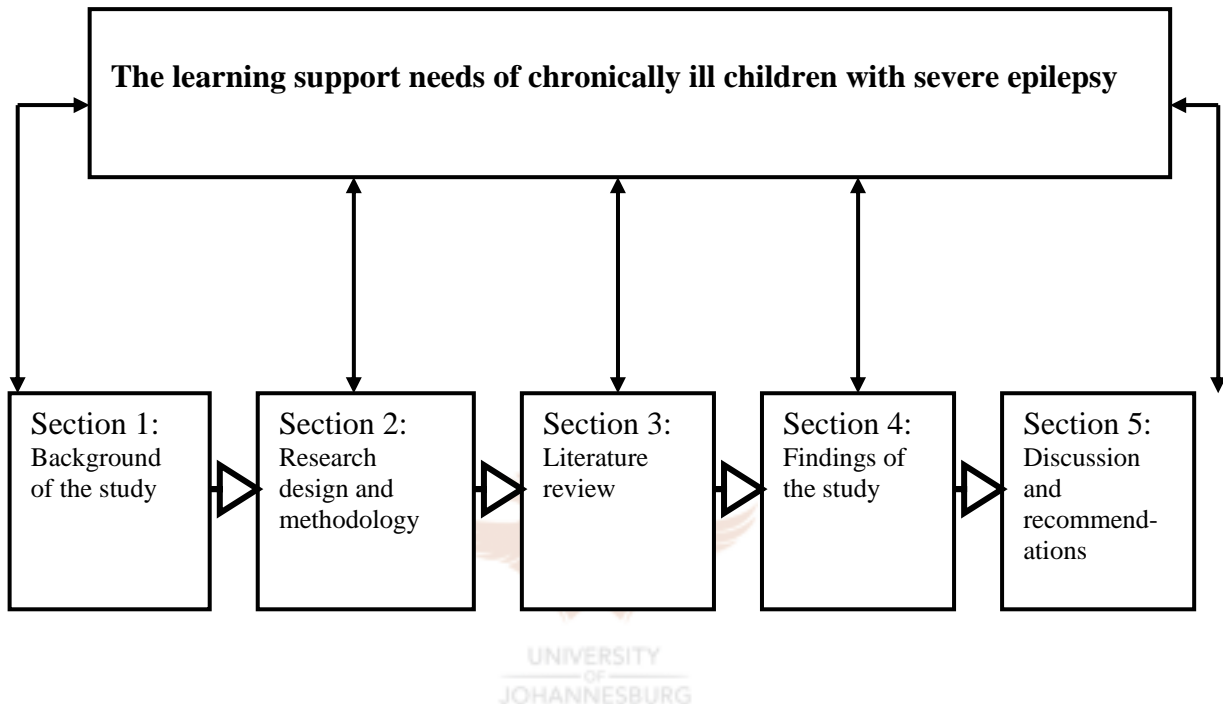 The learning support needs of chronically ill children with severe epilepsy
Section 1:
Background
of the study
Section 2:
Research
design and
methodology
Section 3:
Literature
review
Section 4:
Findings of
the study
Section 5:
Discussion
and
recommend-
ations
UNIVERSITY
OF
JOHANNESBURG